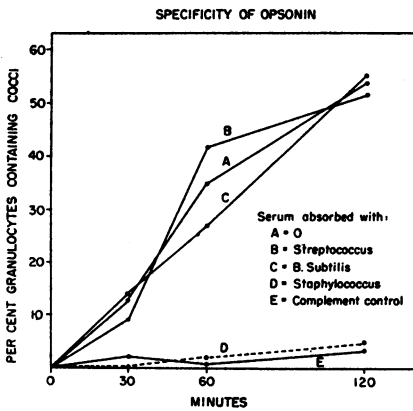 SPECIFICITY OF OPSONIN
PER CENT GRANULOCYTES CONTAINING COCCI
60
50
40
30
20
10
0
B
A
C
Serum absorbed with:
A = O
B = Streptococcus
C = B. Subtilis
D = Staphylococcus
E = Complement control
D
E
0 30 60 120
MINUTES